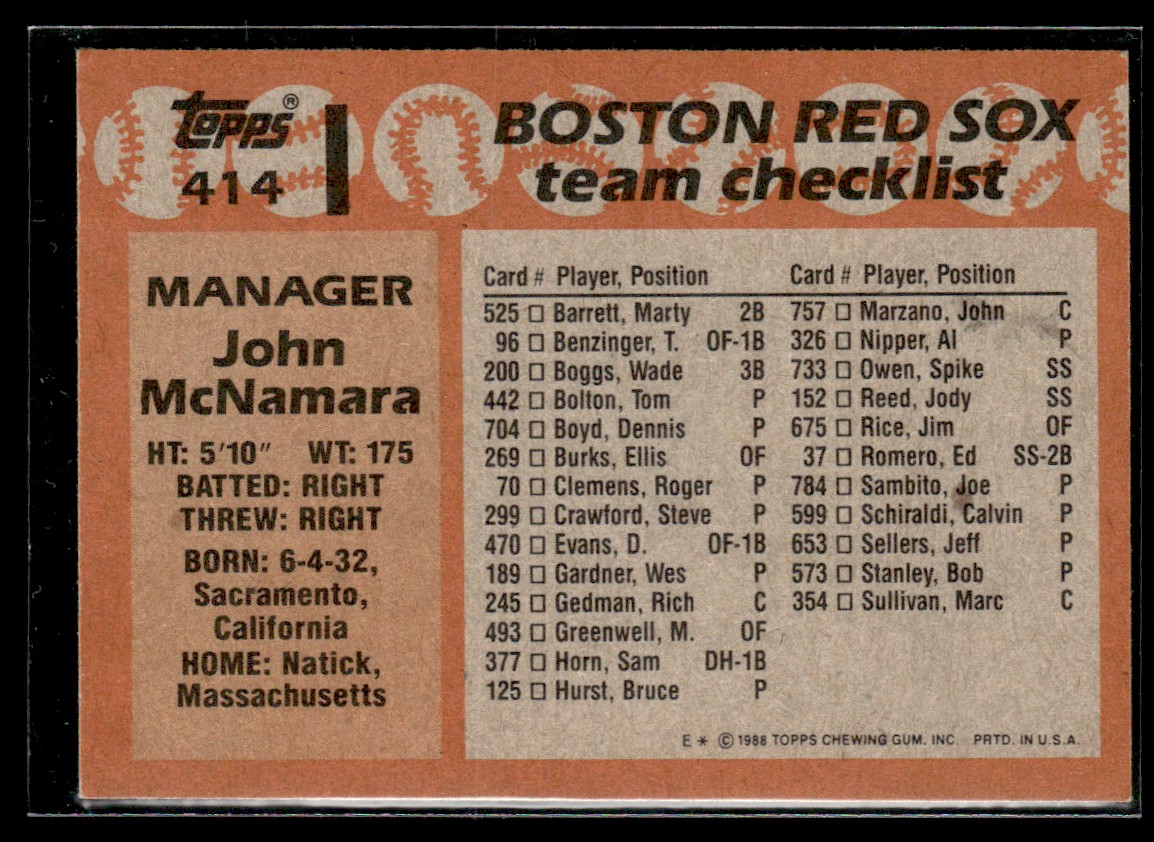 topps®
414
BOSTON RED SOX
team checklist
MANAGER
John
McNamara
HT: 5'10" WT: 175
BATTED: RIGHT
THREW: RIGHT
BORN: 6-4-32,
Sacramento,
California
HOME: Natick,
Massachusetts
Card # Player, Position
525 □ Barrett, Marty 2B
96 □ Benzinger, T. OF-1B
200 □ Boggs, Wade 3B
442 □ Bolton, Tom P
704 □ Boyd, Dennis P
269 □ Burks, Ellis OF
70 □ Clemens, Roger P
299 □ Crawford, Steve P
470 □ Evans, D. OF-1B
189 □ Gardner, Wes P
245 □ Gedman, Rich C
493 □ Greenwell, M. OF
377 □ Horn, Sam DH-1B
125 □ Hurst, Bruce P
Card # Player, Position
757 □ Marzano, John C
326 □ Nipper, Al P
733 □ Owen, Spike SS
152 □ Reed, Jody SS
675 □ Rice, Jim OF
37 □ Romero, Ed SS-2B
784 □ Sambito, Joe P
599 □ Schiraldi, Calvin P
653 □ Sellers, Jeff P
573 □ Stanley, Bob P
354 □ Sullivan, Marc C
E * © 1988 TOPPS CHEWING GUM, INC. PRTD. IN U.S.A.